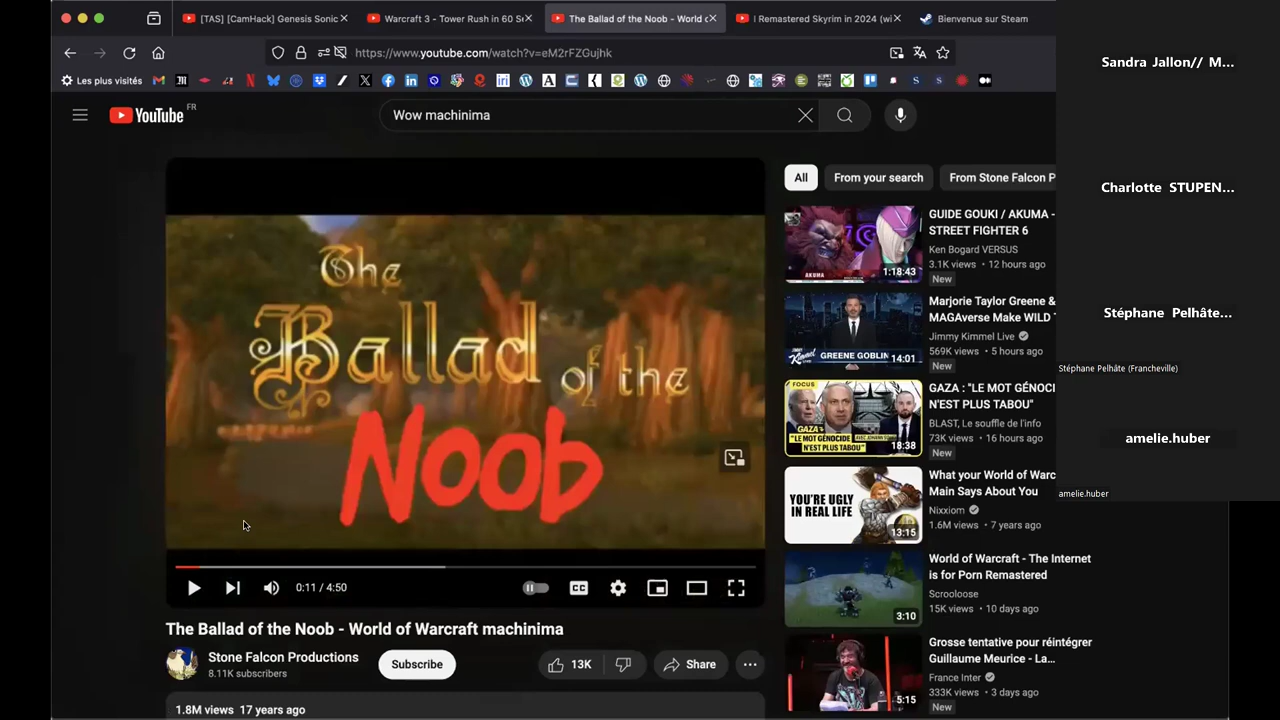 [TAS] [CamHack] Genesis Sonic
Warcraft 3 - Tower Rush in 60 Se
The Ballad of the Noob - World o
I Remastered Skyrim in 2024 (wi
Bienvenue sur Steam
https://www.youtube.com/watch?v=eM2rFZGujhk
Les plus visités
YouTube
FR
Wow machinima
The
Ballad of the
Noob
0:11 / 4:50
CC
The Ballad of the Noob - World of Warcraft machinima
Stone Falcon Productions
8.11K subscribers
Subscribe
13K
Share
1.8M views 17 years ago
All
From your search
From Stone Falcon P
AKUMA
1:18:43
GUIDE GOUKI / AKUMA -
STREET FIGHTER 6
Ken Bogard VERSUS
3.1K views • 12 hours ago
New
GREENE GOBLIN
14:01
Marjorie Taylor Greene &
MAGAverse Make WILD
Jimmy Kimmel Live
569K views • 5 hours ago
New
FOCUS
GAZA :
"LE MOT GÉNOCIDE
N'EST PLUS TABOU"
18:38
GAZA : "LE MOT GÉNOCI
N'EST PLUS TABOU"
BLAST, Le souffle de l'info
73K views • 16 hours ago
New
YOU'RE UGLY
IN REAL LIFE
13:15
What your World of Warc
Main Says About You
Nixxiom
1.6M views • 7 years ago
3:10
World of Warcraft - The Internet
is for Porn Remastered
Scrooloose
15K views • 10 days ago
5:15
Grosse tentative pour réintégrer
Guillaume Meurice - La...
France Inter
333K views • 3 days ago
New
Sandra Jallon// M...
Charlotte STUPEN...
Stéphane Pelhâte...
Stéphane Pelhâte (Francheville)
amelie.huber
amelie.huber